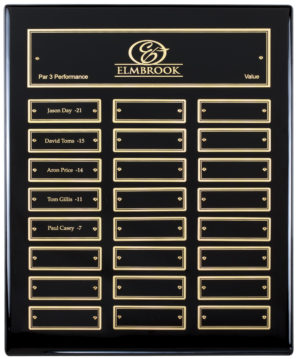 ELMBROOK
Par 3 Performance Value
Jason Day -21
David Toms -15
Aron Price -14
Tom Gillis -11
Paul Casey -7